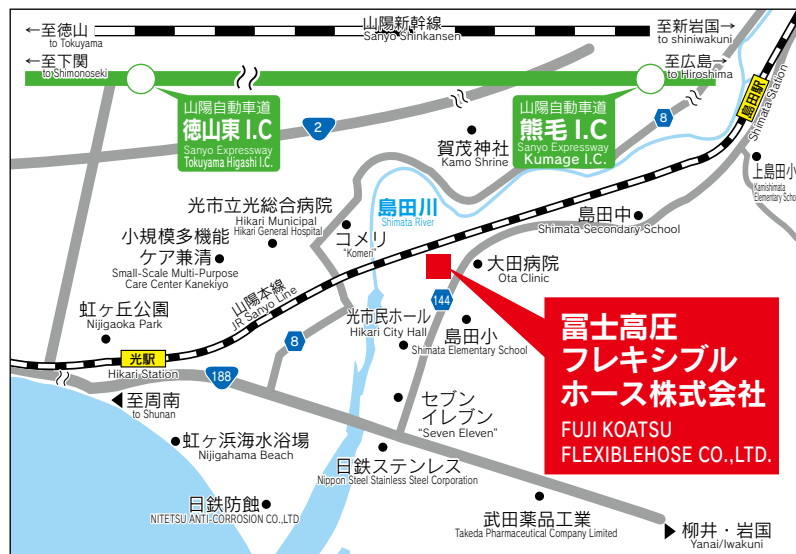 ←至徳山
to Tokuyama
山陽新幹線
Sanyo Shinkansen
至新岩国→
to shiniwakuni
←至下関
to Shimonoseki
至広島→
to Hiroshima
山陽自動車道
徳山東 I.C
Sanyo Expressway
Tokuyama Higashi I.C.
2
山陽自動車道
熊毛 I.C
Sanyo Expressway
Kumage I.C.
8
島田駅
Shimata Station
賀茂神社
Kamo Shrine
上島田小
Kamishimata
Elementary School
光市立光総合病院
Hikari Municipal
Hikari General Hospital
島田川
Shimata River
コメリ
"Komeri"
島田中
Shimata Secondary School
小規模多機能
ケア兼清
Small-Scale Multi-Purpose
Care Center Kanekiyo
大田病院
Ota Clinic
山陽本線
JR Sanyo Line
144
虹ヶ丘公園
Nijigaoka Park
8
光市民ホール
Hikari City Hall
島田小
Shimata Elementary School
冨士高圧
フレキシブル
ホース株式会社
FUJI KOATSU
FLEXIBLEHOSE CO.,LTD.
光駅
Hikari Station
188
至周南
to Shunan
セブン
イレブン
"Seven Eleven"
虹ヶ浜海水浴場
Nijigahama Beach
日鉄ステンレス
Nippon Steel Stainless Steel Corporation
日鉄防蝕
NITETSU ANTI-CORROSION CO.,LTD
武田薬品工業
Takeda Pharmaceutical Company Limited
柳井・岩国
Yanai/Iwakuni